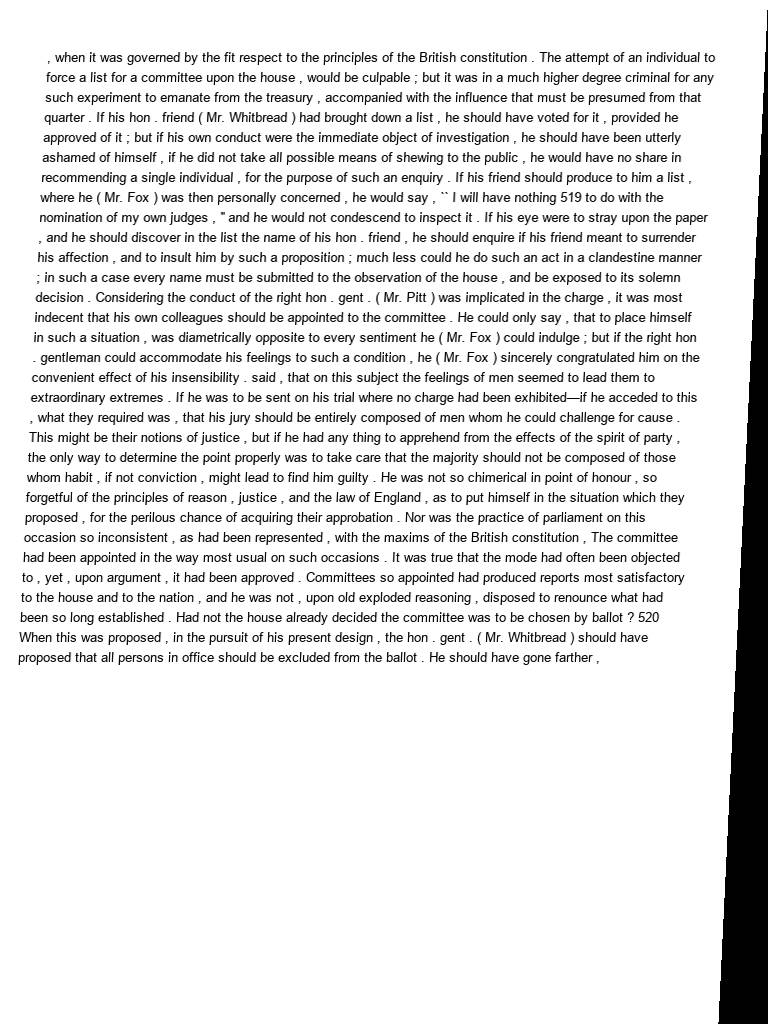 , when it was governed by the fit respect to the principles of the British constitution . The attempt of an individual to
force a list for a committee upon the house , would be culpable ; but it was in a much higher degree criminal for any
such experiment to emanate from the treasury , accompanied with the influence that must be presumed from that
quarter . If his hon . friend ( Mr. Whitbread ) had brought down a list , he should have voted for it , provided he
approved of it ; but if his own conduct were the immediate object of investigation , he should have been utterly
ashamed of himself , if he did not take all possible means of shewing to the public , he would have no share in
recommending a single individual , for the purpose of such an enquiry . If his friend should produce to him a list ,
where he ( Mr. Fox ) was then personally concerned , he would say , `` I will have nothing 519 to do with the
nomination of my own judges , " and he would not condescend to inspect it . If his eye were to stray upon the paper
, and he should discover in the list the name of his hon . friend , he should enquire if his friend meant to surrender
his affection , and to insult him by such a proposition ; much less could he do such an act in a clandestine manner
; in such a case every name must be submitted to the observation of the house , and be exposed to its solemn
decision . Considering the conduct of the right hon . gent . ( Mr. Pitt ) was implicated in the charge , it was most
indecent that his own colleagues should be appointed to the committee . He could only say , that to place himself
in such a situation , was diametrically opposite to every sentiment he ( Mr. Fox ) could indulge ; but if the right hon
. gentleman could accommodate his feelings to such a condition , he ( Mr. Fox ) sincerely congratulated him on the
convenient effect of his insensibility . said , that on this subject the feelings of men seemed to lead them to
extraordinary extremes . If he was to be sent on his trial where no charge had been exhibited—if he acceded to this
, what they required was , that his jury should be entirely composed of men whom he could challenge for cause .
This might be their notions of justice , but if he had any thing to apprehend from the effects of the spirit of party ,
the only way to determine the point properly was to take care that the majority should not be composed of those
whom habit , if not conviction , might lead to find him guilty . He was not so chimerical in point of honour , so
forgetful of the principles of reason , justice , and the law of England , as to put himself in the situation which they
proposed , for the perilous chance of acquiring their approbation . Nor was the practice of parliament on this
occasion so inconsistent , as had been represented , with the maxims of the British constitution , The committee
had been appointed in the way most usual on such occasions . It was true that the mode had often been objected
to , yet , upon argument , it had been approved . Committees so appointed had produced reports most satisfactory
to the house and to the nation , and he was not , upon old exploded reasoning , disposed to renounce what had
been so long established . Had not the house already decided the committee was to be chosen by ballot ? 520
When this was proposed , in the pursuit of his present design , the hon . gent . ( Mr. Whitbread ) should have
proposed that all persons in office should be excluded from the ballot . He should have gone farther ,